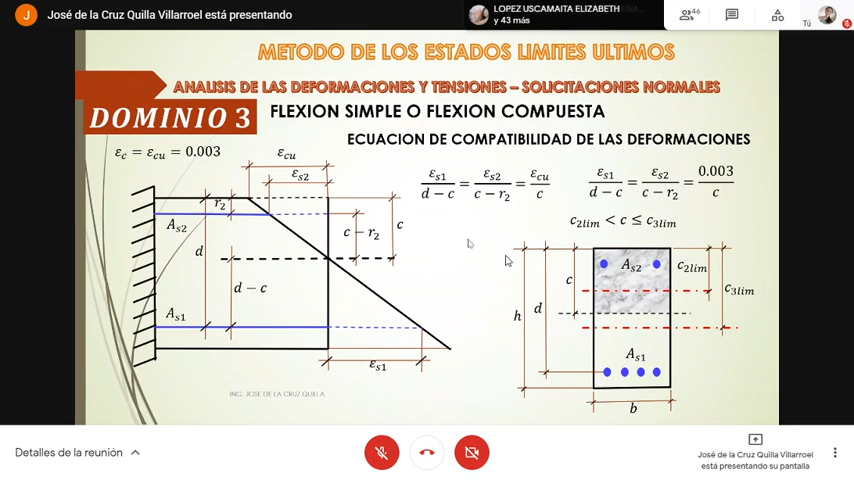 J
José de la Cruz Quilla Villarroel está presentando
LOPEZ USCAMAITA ELIZABETH
y 43 más
46
Tú
METODO DE LOS ESTADOS LIMITES ULTIMOS
ANALISIS DE LAS DEFORMACIONES Y TENSIONES – SOLICITACIONES NORMALES
DOMINIO 3
FLEXION SIMPLE O FLEXION COMPUESTA
ECUACION DE COMPATIBILIDAD DE LAS DEFORMACIONES
εc = εcu = 0.003
εcu
εs2
r2
As2
c − r2
c
d
d − c
As1
εs1
εs1/(d − c) = εs2/(c − r2) = εcu/c
εs1/(d − c) = εs2/(c − r2) = 0.003/c
c2lim < c ≤ c3lim
As2
c2lim
c
c3lim
h
d
As1
b
ING. JOSE DE LA CRUZ QUILLA
Detalles de la reunión
José de la Cruz Quilla Villarroel
está presentando su pantalla